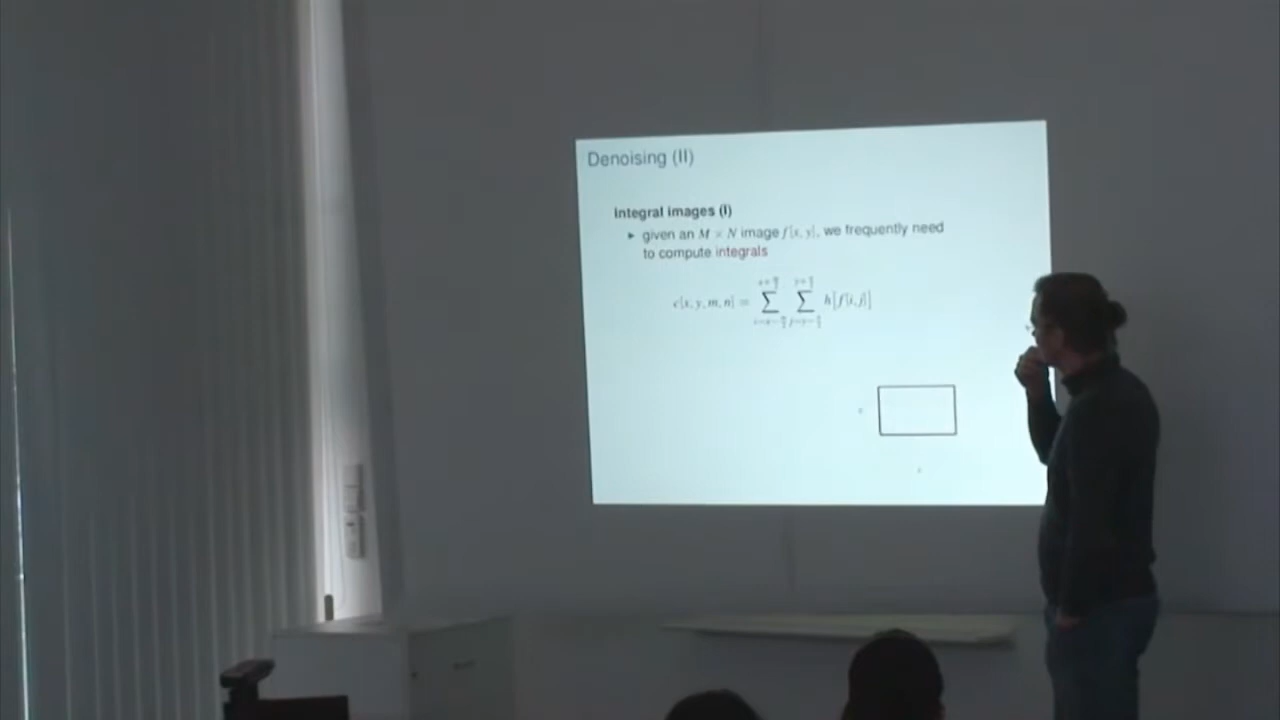 Denoising (II)
Integral images (I)
► given an M × N image f[x, y], we frequently need
to compute integrals
c[x, y, m, n] = ∑ ∑ h[f[i, j]]